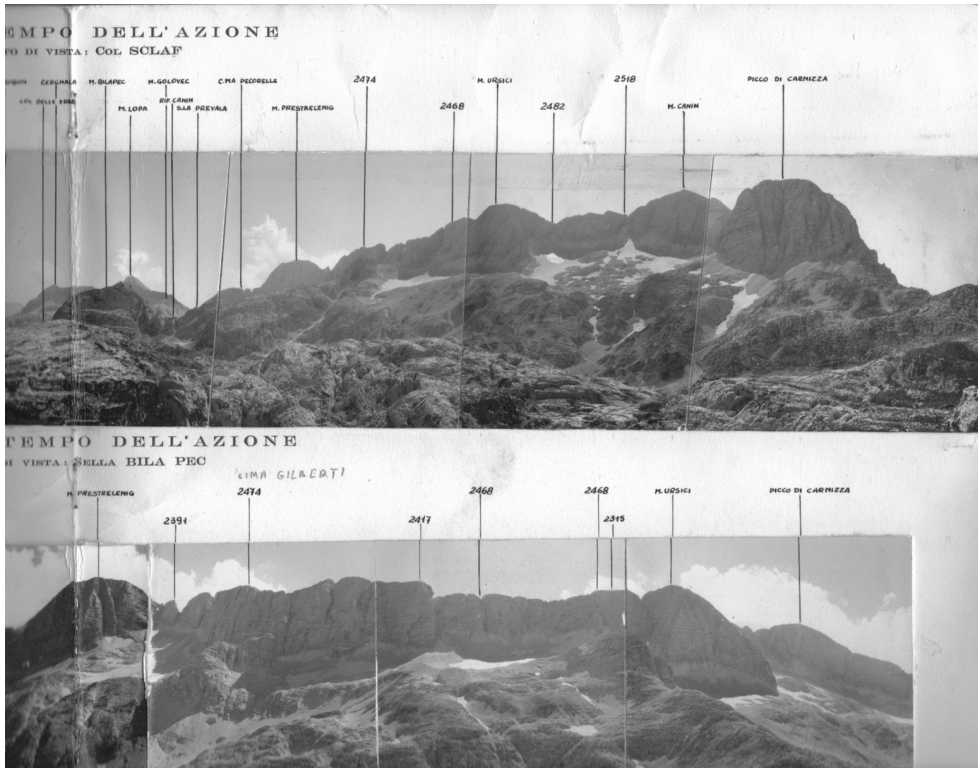 EMPO DELL'AZIONE
TO DI VISTA: COL SCLAF
CERGNALA M. BILAPEC M. GOLOVEC C.MA PECORELLE 2474 M. URSICI 2518 PICCO DI CARNIZZA
COL DELLE ERBE M. LOPA RIF. CANIN S.LLA PREVALA M. PRESTRELENIG 2468 2482 M. CANIN
TEMPO DELL'AZIONE
DI VISTA: SELLA BILA PEC
CIMA GILBERTI
M. PRESTRELENIG 2474 2468 2468 M. URSICI PICCO DI CARNIZZA
2391 2417 2315